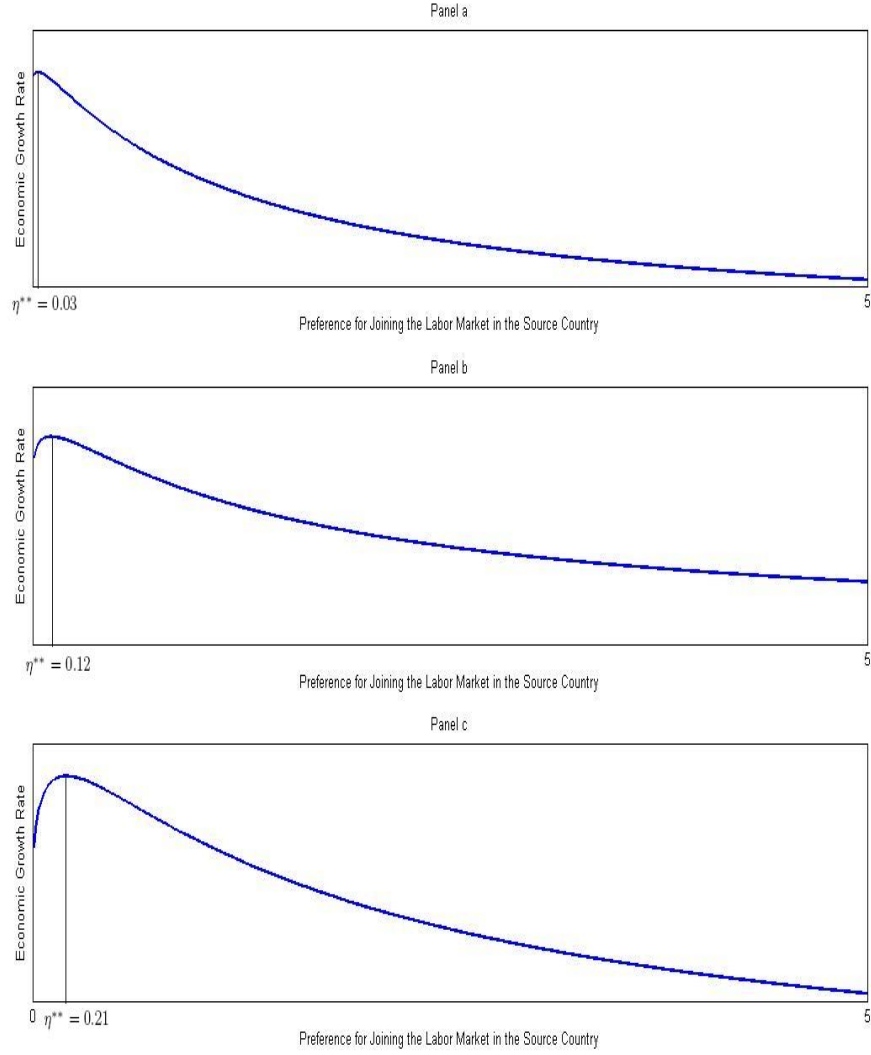 Panel a
Economic Growth Rate
5
η** = 0.03
Preference for Joining the Labor Market in the Source Country
Panel b
Economic Growth Rate
5
η** = 0.12
Preference for Joining the Labor Market in the Source Country
Panel c
Economic Growth Rate
0
5
η** = 0.21
Preference for Joining the Labor Market in the Source Country